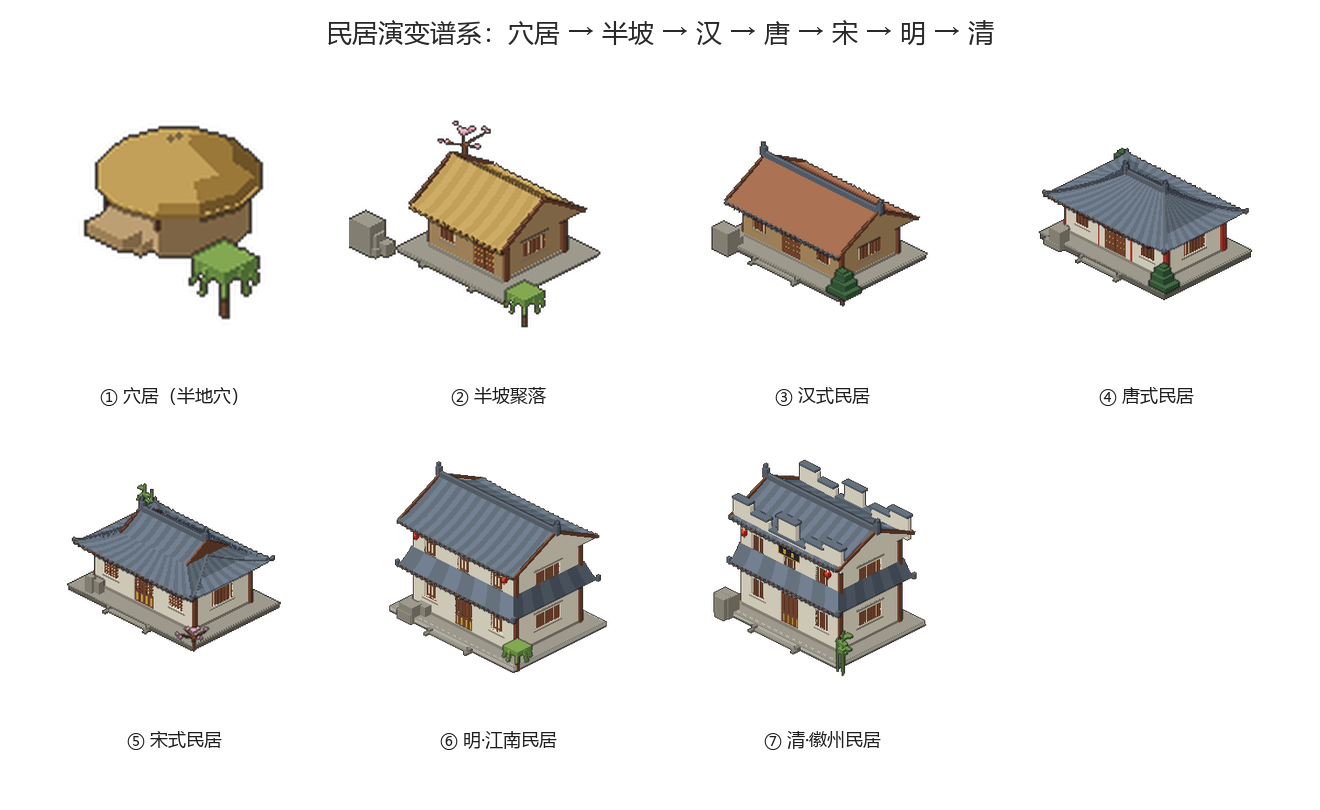 民居演变谱系：穴居 → 半坡 → 汉 → 唐 → 宋 → 明 → 清
① 穴居（半地穴）
② 半坡聚落
③ 汉式民居
④ 唐式民居
⑤ 宋式民居
⑥ 明·江南民居
⑦ 清·徽州民居